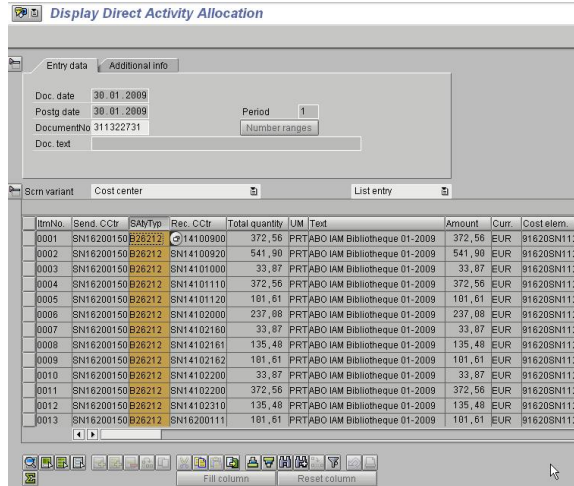 Display Direct Activity Allocation
Entry data Additional info
Doc. date 30.01.2009
Postg date 30.01.2009 Period 1
DocumentNo 311322731 Number ranges
Doc. text
Scrn variant Cost center List entry
ItmNo. Send. CCtr SAtyTyp Rec. CCtr Total quantity UM Text Amount Curr. Cost elem.
0001 SN16200150 B26212 14100900 372,56 PRT ABO IAM Bibliotheque 01-2009 372,56 EUR 91620SN11
0002 SN16200150 B26212 SN14100920 541,90 PRT ABO IAM Bibliotheque 01-2009 541,90 EUR 91620SN11
0003 SN16200150 B26212 SN14101000 33,87 PRT ABO IAM Bibliotheque 01-2009 33,87 EUR 91620SN11
0004 SN16200150 B26212 SN14101110 372,56 PRT ABO IAM Bibliotheque 01-2009 372,56 EUR 91620SN11
0005 SN16200150 B26212 SN14101120 101,61 PRT ABO IAM Bibliotheque 01-2009 101,61 EUR 91620SN11
0006 SN16200150 B26212 SN14102000 237,08 PRT ABO IAM Bibliotheque 01-2009 237,08 EUR 91620SN11
0007 SN16200150 B26212 SN14102160 33,87 PRT ABO IAM Bibliotheque 01-2009 33,87 EUR 91620SN11
0008 SN16200150 B26212 SN14102161 135,48 PRT ABO IAM Bibliotheque 01-2009 135,48 EUR 91620SN11
0009 SN16200150 B26212 SN14102162 101,61 PRT ABO IAM Bibliotheque 01-2009 101,61 EUR 91620SN11
0010 SN16200150 B26212 SN14102200 33,87 PRT ABO IAM Bibliotheque 01-2009 33,87 EUR 91620SN11
0011 SN16200150 B26212 SN14102200 372,56 PRT ABO IAM Bibliotheque 01-2009 372,56 EUR 91620SN11
0012 SN16200150 B26212 SN14102310 135,48 PRT ABO IAM Bibliotheque 01-2009 135,48 EUR 91620SN11
0013 SN16200150 B26212 SN16200111 101,61 PRT ABO IAM Bibliotheque 01-2009 101,61 EUR 91620SN11
Fill column Reset column